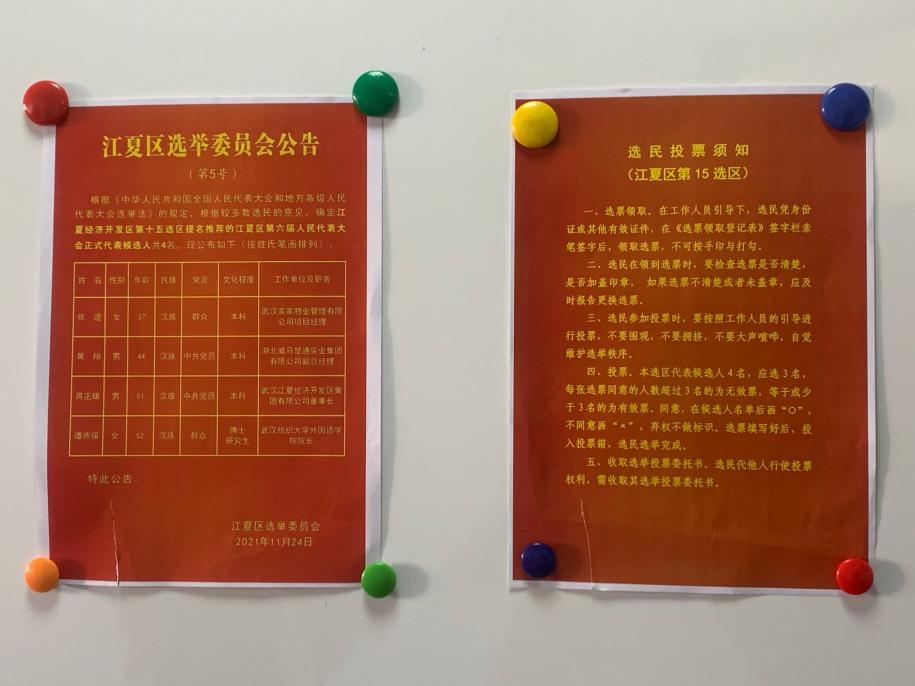 江夏区选举委员会公告
（第5号）
根据《中华人民共和国全国人民代表大会和地方各级人民
代表大会选举法》的规定，根据较多数选民的意见，确定江
夏经济开发区第十五选区提名推荐的江夏区第六届人民代表大
会正式代表候选人共4名，现公布如下（按姓氏笔画排列）：
姓 名 性别 年龄 民族 党派 文化程度 工作单位及职务
张 女 37 汉族 群众 本科 武汉美家物业管理有限
公司项目经理
黄 翔 男 44 汉族 中共党员 本科 湖北威马楚通实业集团
有限公司副总经理
蒋正雄 男 51 汉族 中共党员 本科 武汉江夏经济开发区集
团有限公司董事长
谭燕保 女 52 汉族 群众 博士
研究生 武汉纺织大学外国语学
院院长
特此公告。
江夏区选举委员会
2021年11月24日
选民投票须知
（江夏区第 15 选区）
一、选票领取。在工作人员引导下，选民凭身份
证或其他有效证件，在《选票领取登记表》签字栏亲
笔签字后，领取选票，不可按手印与打勾。
二、选民在领到选票时，要检查选票是否清楚，
是否加盖印章， 如果选票不清楚或者未盖章，应及
时报告更换选票。
三、选民参加投票时，要按照工作人员的引导进
行投票，不要围观，不要拥挤，不要大声喧哗，自觉
维护选举秩序。
四、投票。本选区代表候选人 4 名，应选 3 名，
每张选票同意的人数超过 3 名的为无效票，等于或少
于 3 名的为有效票。同意，在候选人名单后画“○”，
不同意画“×”，弃权不做标识。选票填写好后，投
入投票箱，选民选举完成。
五、收取选举投票委托书。选民代他人行使投票
权利，需收取其选举投票委托书。